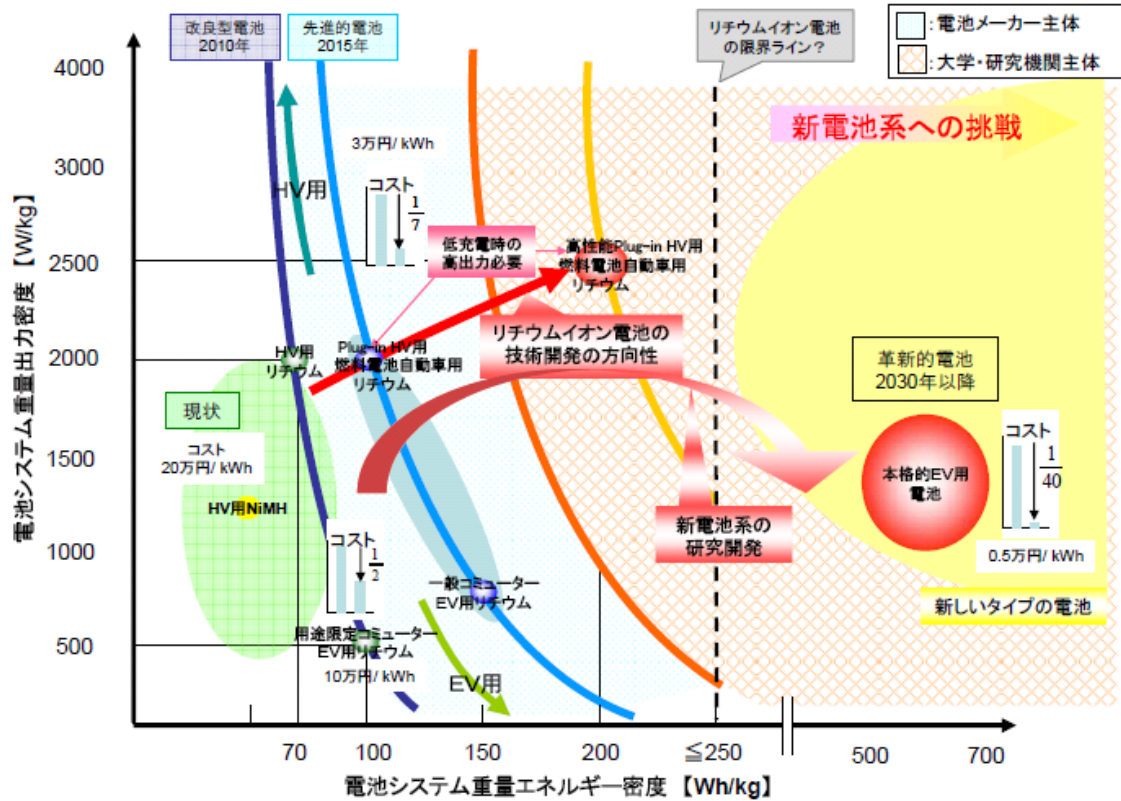 改良型電池
2010年
先進的電池
2015年
リチウムイオン電池
の限界ライン？
：電池メーカー主体
：大学・研究機関主体
新電池系への挑戦
電池システム重量出力密度 【W/kg】
4000
3000
2500
2000
1500
1000
500
HV用
3万円/ kWh
コスト
1
7
低充電時の
高出力必要
高性能Plug-in HV用
燃料電池自動車用
リチウム
リチウムイオン電池の
技術開発の方向性
HV用
リチウム
Plug-in HV用
燃料電池自動車用
リチウム
現状
コスト
20万円/ kWh
HV用NiMH
コスト
1
2
一般コミューター
EV用リチウム
用途限定コミューター
EV用リチウム
10万円/ kWh
EV用
新電池系の
研究開発
革新的電池
2030年以降
本格的EV用
電池
コスト
1
40
0.5万円/ kWh
新しいタイプの電池
70
100
150
200
≦250
500
700
電池システム重量エネルギー密度 【Wh/kg】